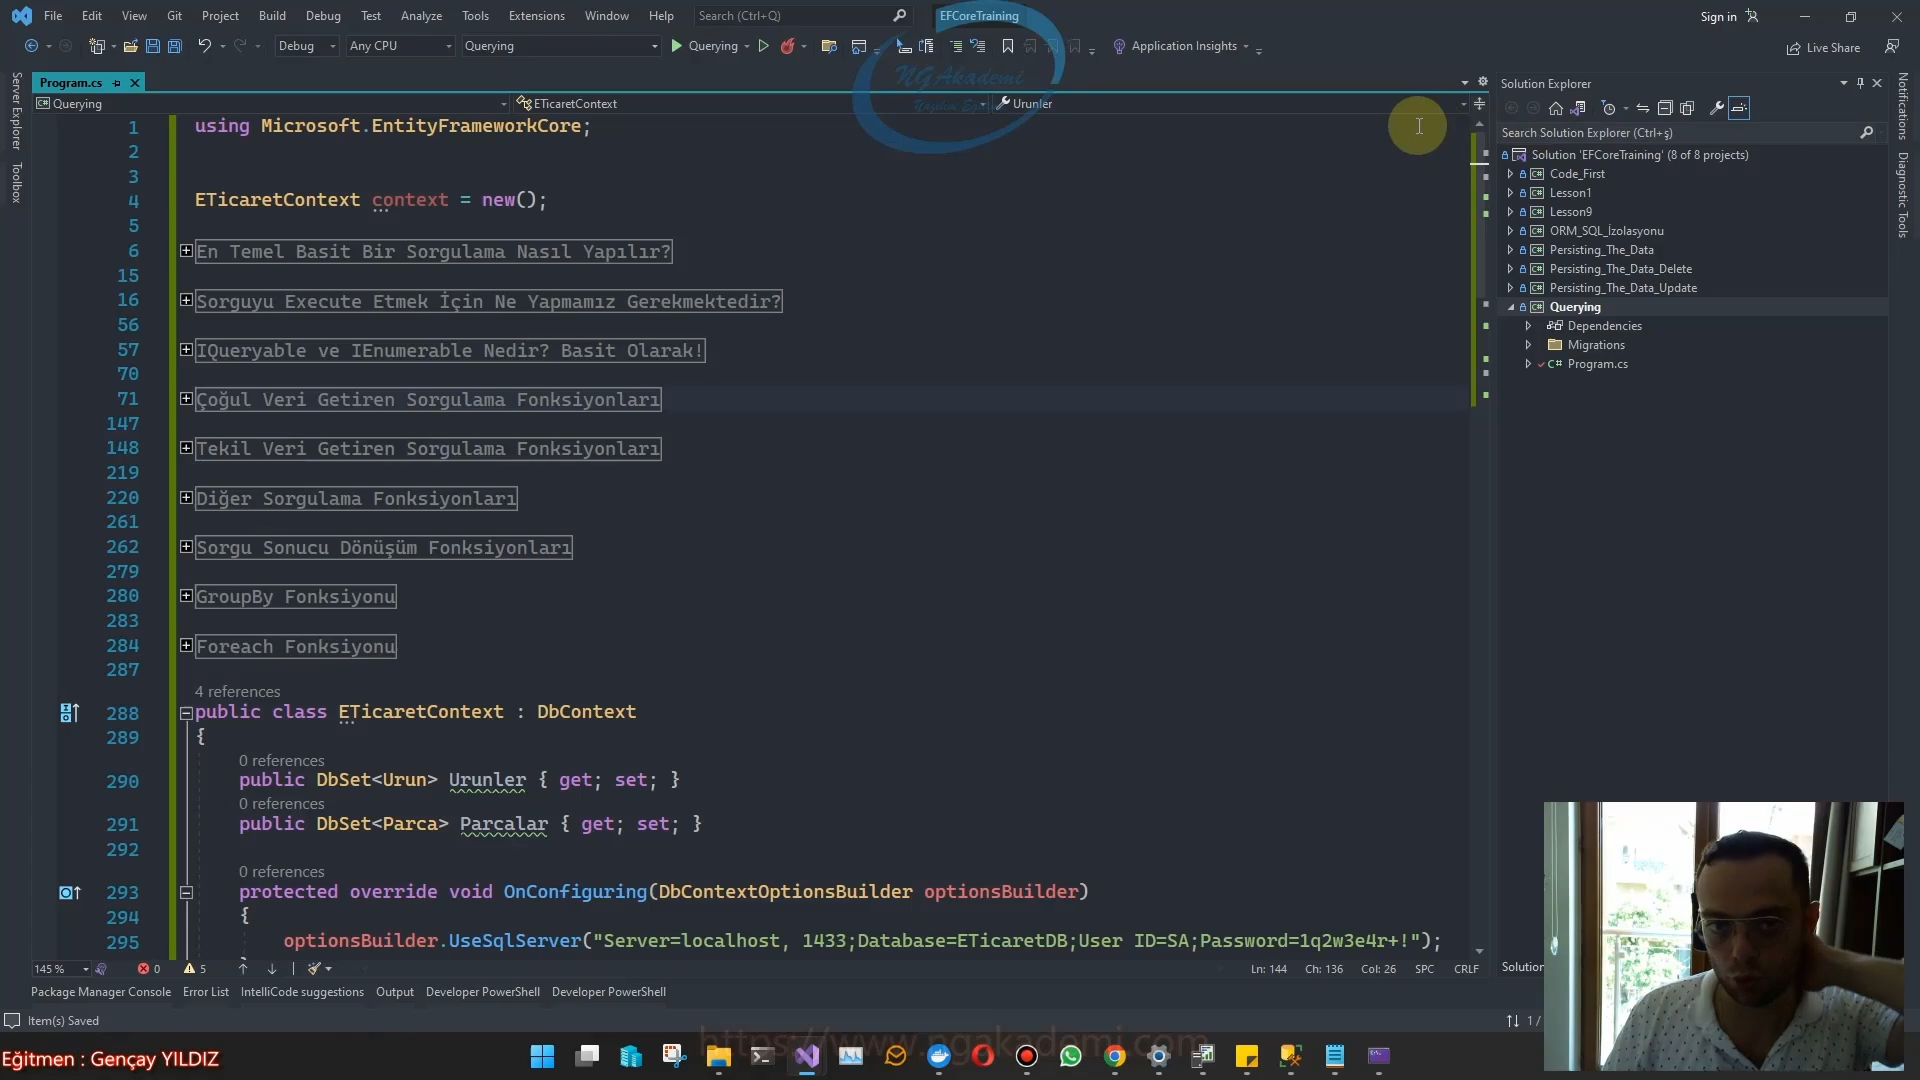 File Edit View Git Project Build Debug Test Analyze Tools Extensions Window Help Search (Ctrl+Q) EFCoreTraining Sign in
Debug Any CPU Querying Querying Application Insights Live Share
Server Explorer
Toolbox
Program.cs
Querying ETicaretContext Urunler
NGAkademi
1 using Microsoft.EntityFrameworkCore;
2
3
4 ETicaretContext context = new();
5
6 En Temel Basit Bir Sorgulama Nasıl Yapılır?
15
16 Sorguyu Execute Etmek İçin Ne Yapmamız Gerekmektedir?
56
57 IQueryable ve IEnumerable Nedir? Basit Olarak!
70
71 Çoğul Veri Getiren Sorgulama Fonksiyonları
147
148 Tekil Veri Getiren Sorgulama Fonksiyonları
219
220 Diğer Sorgulama Fonksiyonları
261
262 Sorgu Sonucu Dönüşüm Fonksiyonları
279
280 GroupBy Fonksiyonu
283
284 Foreach Fonksiyonu
287
4 references
288 public class ETicaretContext : DbContext
289 {
0 references
290 public DbSet<Urun> Urunler { get; set; }
0 references
291 public DbSet<Parca> Parcalar { get; set; }
292
0 references
293 protected override void OnConfiguring(DbContextOptionsBuilder optionsBuilder)
294 {
295 optionsBuilder.UseSqlServer("Server=localhost, 1433;Database=ETicaretDB;User ID=SA;Password=1q2w3e4r+!");
145 % 0 5 Ln: 144 Ch: 136 Col: 26 SPC CRLF
Package Manager Console Error List IntelliCode suggestions Output Developer PowerShell Developer PowerShell
Item(s) Saved
Solution Explorer
Search Solution Explorer (Ctrl+ş)
Solution 'EFCoreTraining' (8 of 8 projects)
Code_First
Lesson1
Lesson9
ORM_SQL_İzolasyonu
Persisting_The_Data
Persisting_The_Data_Delete
Persisting_The_Data_Update
Querying
Dependencies
Migrations
Program.cs
Notifications
Diagnostic Tools
Eğitmen : Gençay YILDIZ